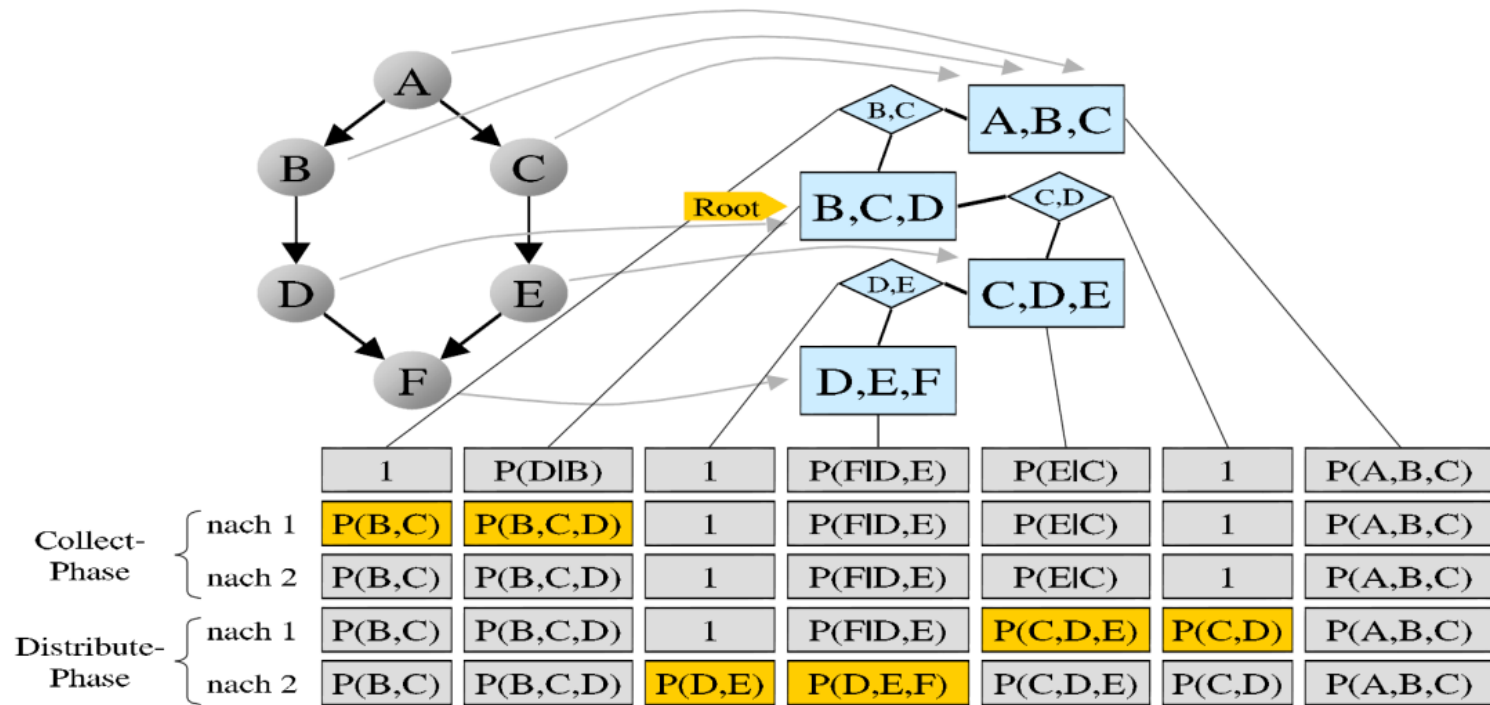 A
B,C A,B,C
B C
Root B,C,D C,D
D E D,E C,D,E
F D,E,F
1 P(D|B) 1 P(F|D,E) P(E|C) 1 P(A,B,C)
Collect-
Phase
nach 1 P(B,C) P(B,C,D) 1 P(F|D,E) P(E|C) 1 P(A,B,C)
nach 2 P(B,C) P(B,C,D) 1 P(F|D,E) P(E|C) 1 P(A,B,C)
Distribute-
Phase
nach 1 P(B,C) P(B,C,D) 1 P(F|D,E) P(C,D,E) P(C,D) P(A,B,C)
nach 2 P(B,C) P(B,C,D) P(D,E) P(D,E,F) P(C,D,E) P(C,D) P(A,B,C)